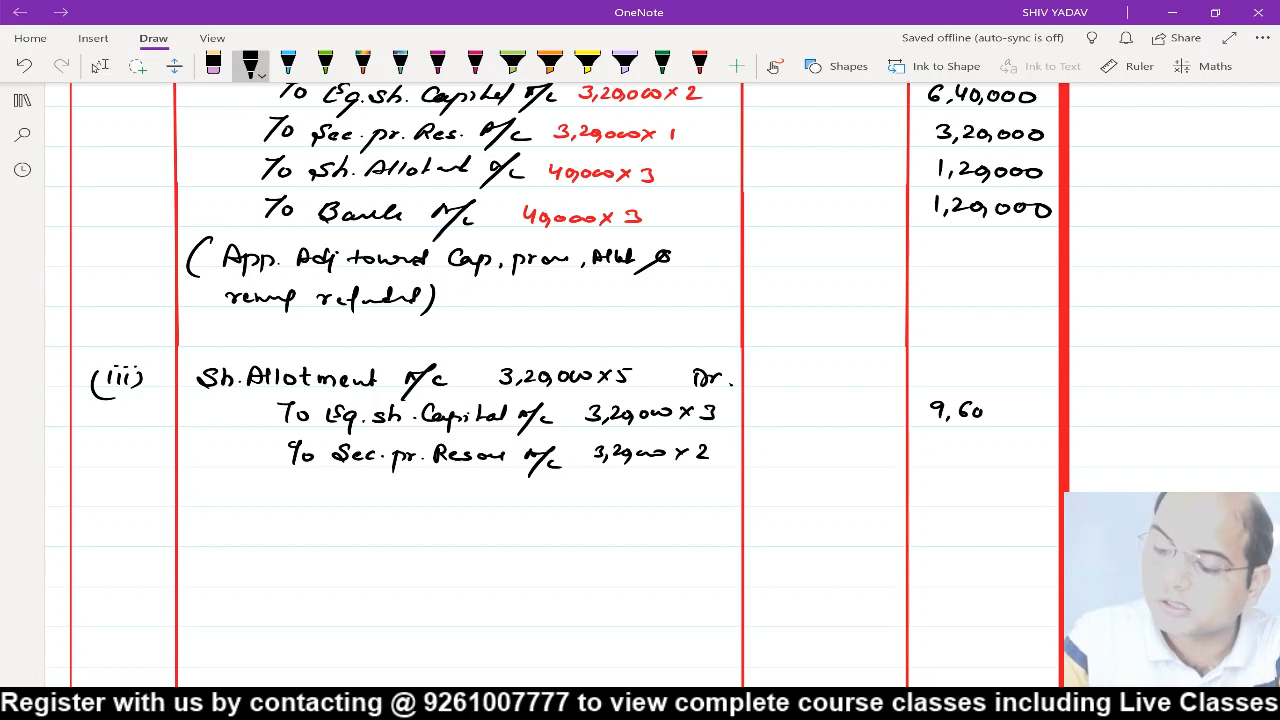 OneNote
SHIV YADAV
Home Insert Draw View
Saved offline (auto-sync is off)
Share
Shapes
Ink to Shape
Ink to Text
Ruler
Maths
To Eq. Sh. Capital A/c 3,20,000 × 2 6,40,000
To Sec. pr. Res. A/c 3,20,000 × 1 3,20,000
To Sh. Allotment A/c 40,000 × 3 1,20,000
To Bank A/c 40,000 × 3 1,20,000
(App. Adj toward Cap, prem, Allot &
refunded)
(iii) Sh. Allotment A/c 3,20,000 × 5 Dr.
To Eq. sh. Capital A/c 3,20,000 × 3 9,60
To Sec. pr. Reserve A/c 3,20,000 × 2
Register with us by contacting @ 9261007777 to view complete course classes including Live Classes